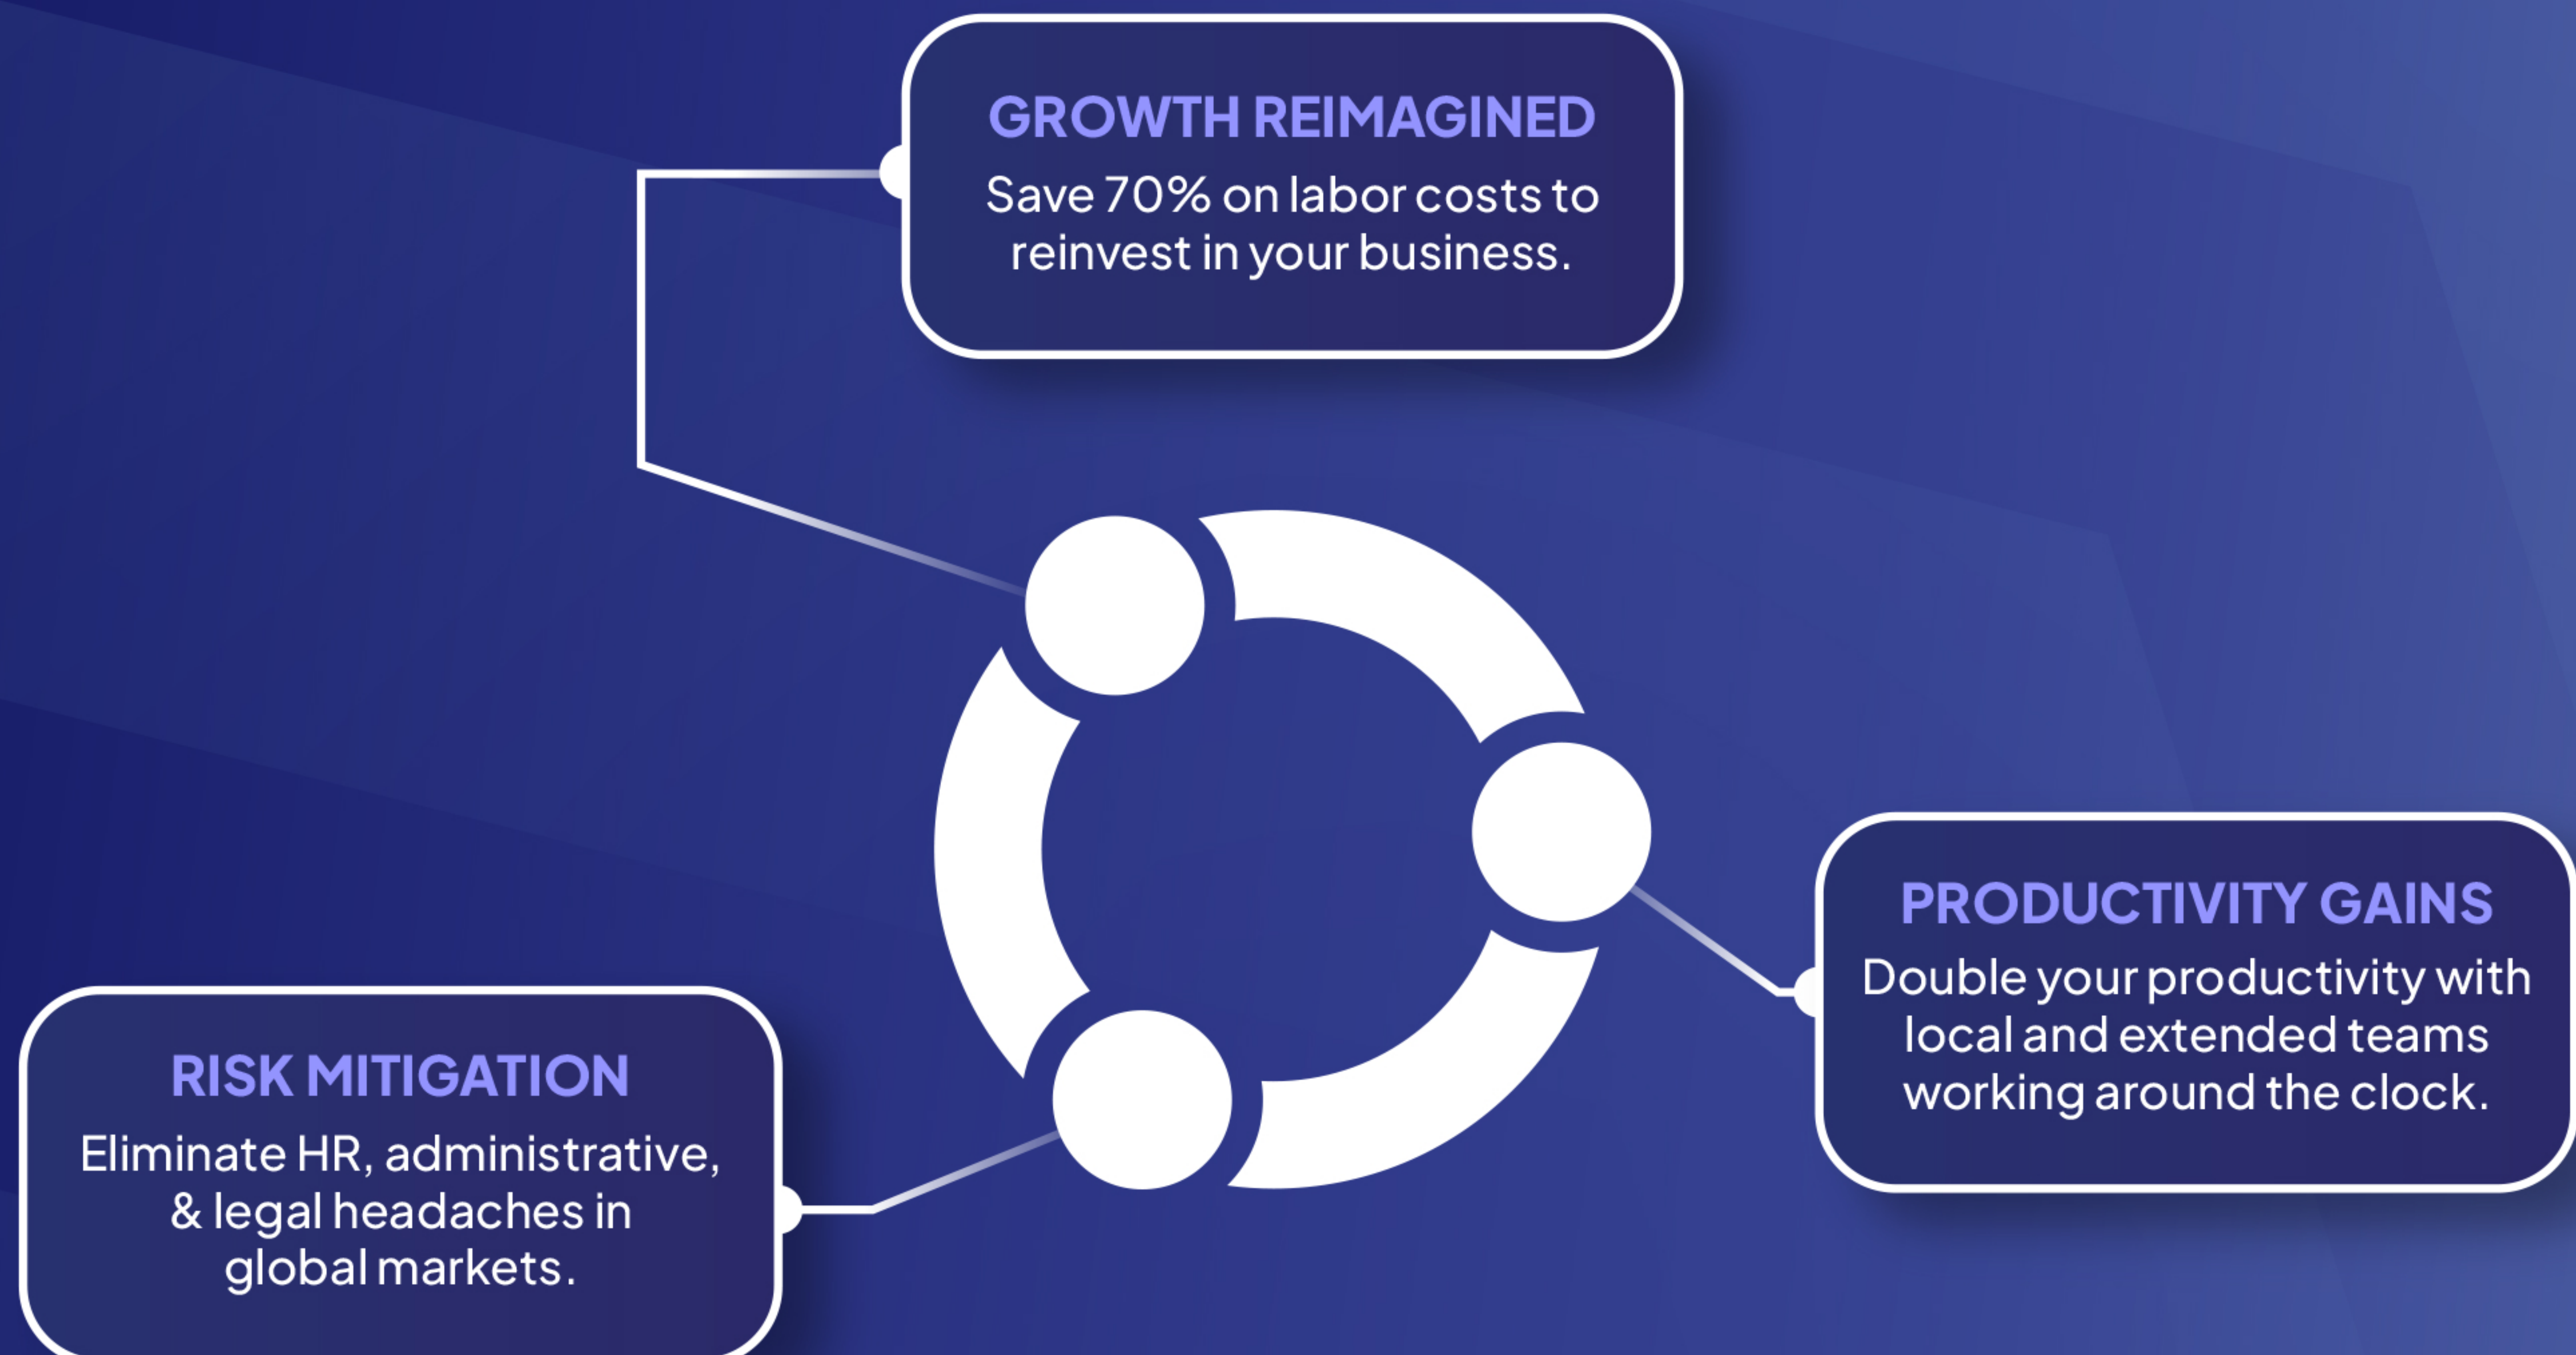 GROWTH REIMAGINED
Save 70% on labor costs to
reinvest in your business.
PRODUCTIVITY GAINS
Double your productivity with
local and extended teams
working around the clock.
RISK MITIGATION
Eliminate HR, administrative,
& legal headaches in
global markets.